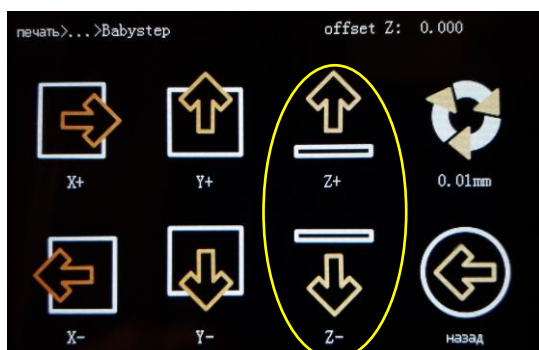 печать>...>Babystep offset Z: 0.000
X+ Y+ Z+ 0.01mm
X- Y- Z- назад